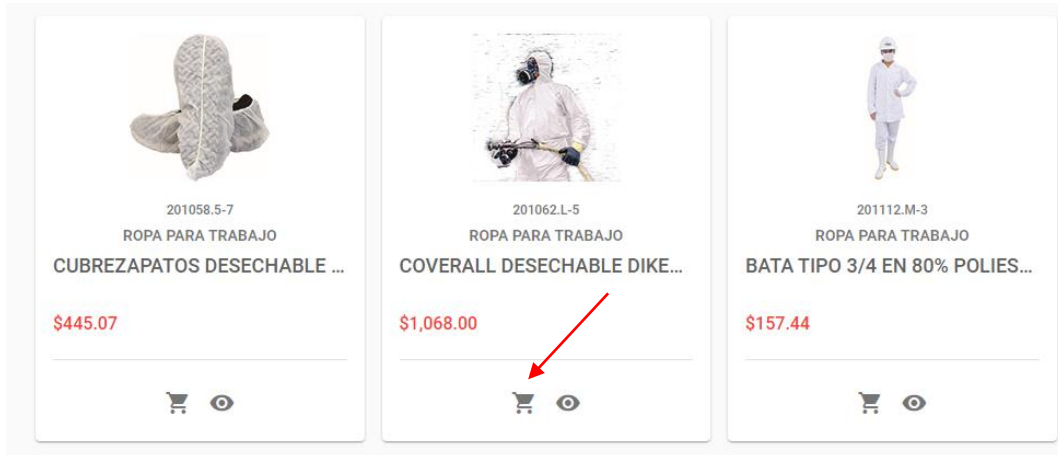 201058.5-7
ROPA PARA TRABAJO
CUBREZAPATOS DESECHABLE ...
$445.07
201062.L-5
ROPA PARA TRABAJO
COVERALL DESECHABLE DIKE...
$1,068.00
201112.M-3
ROPA PARA TRABAJO
BATA TIPO 3/4 EN 80% POLIES...
$157.44